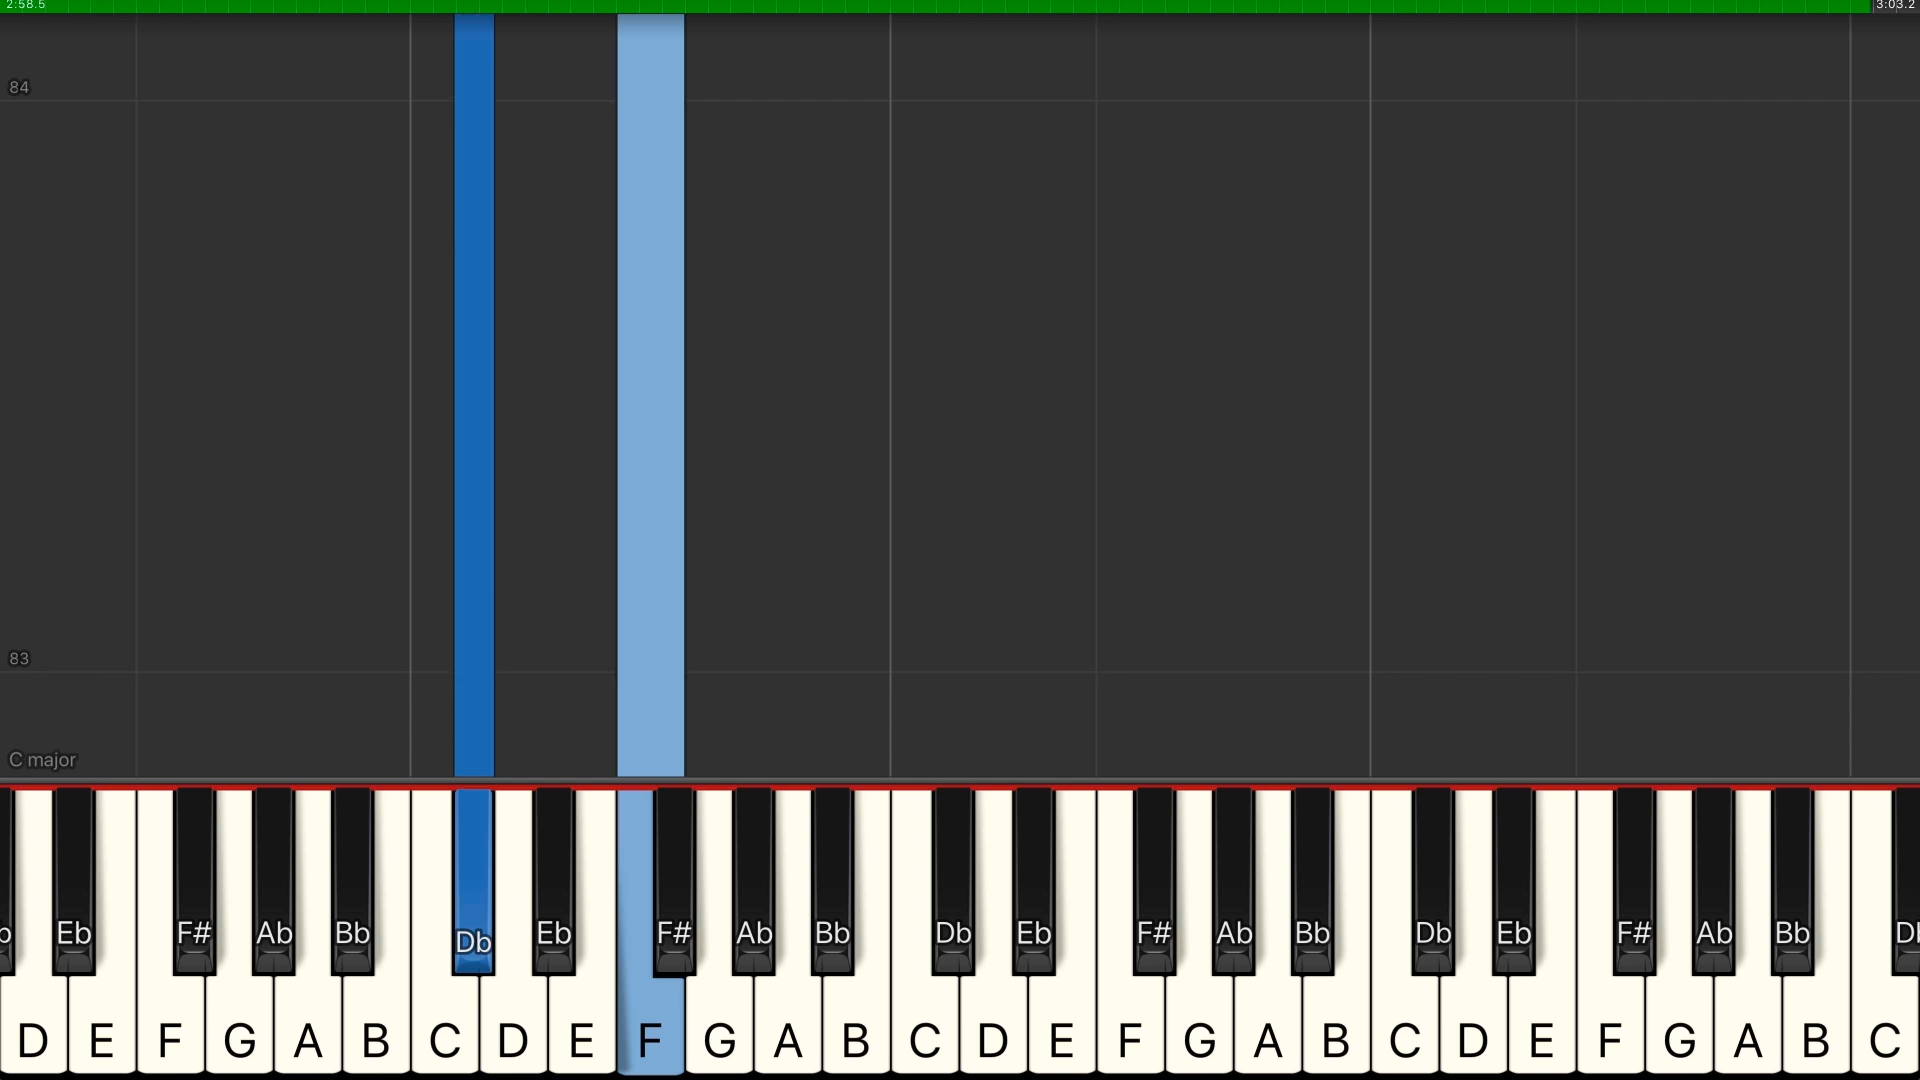 2:58.5 3:03.2
84
83
C major
Eb F# Ab Bb Db Eb F# Ab Bb Db Eb F# Ab Bb Db Eb F# Ab Bb
D E F G A B C D E F G A B C D E F G A B C D E F G A B C